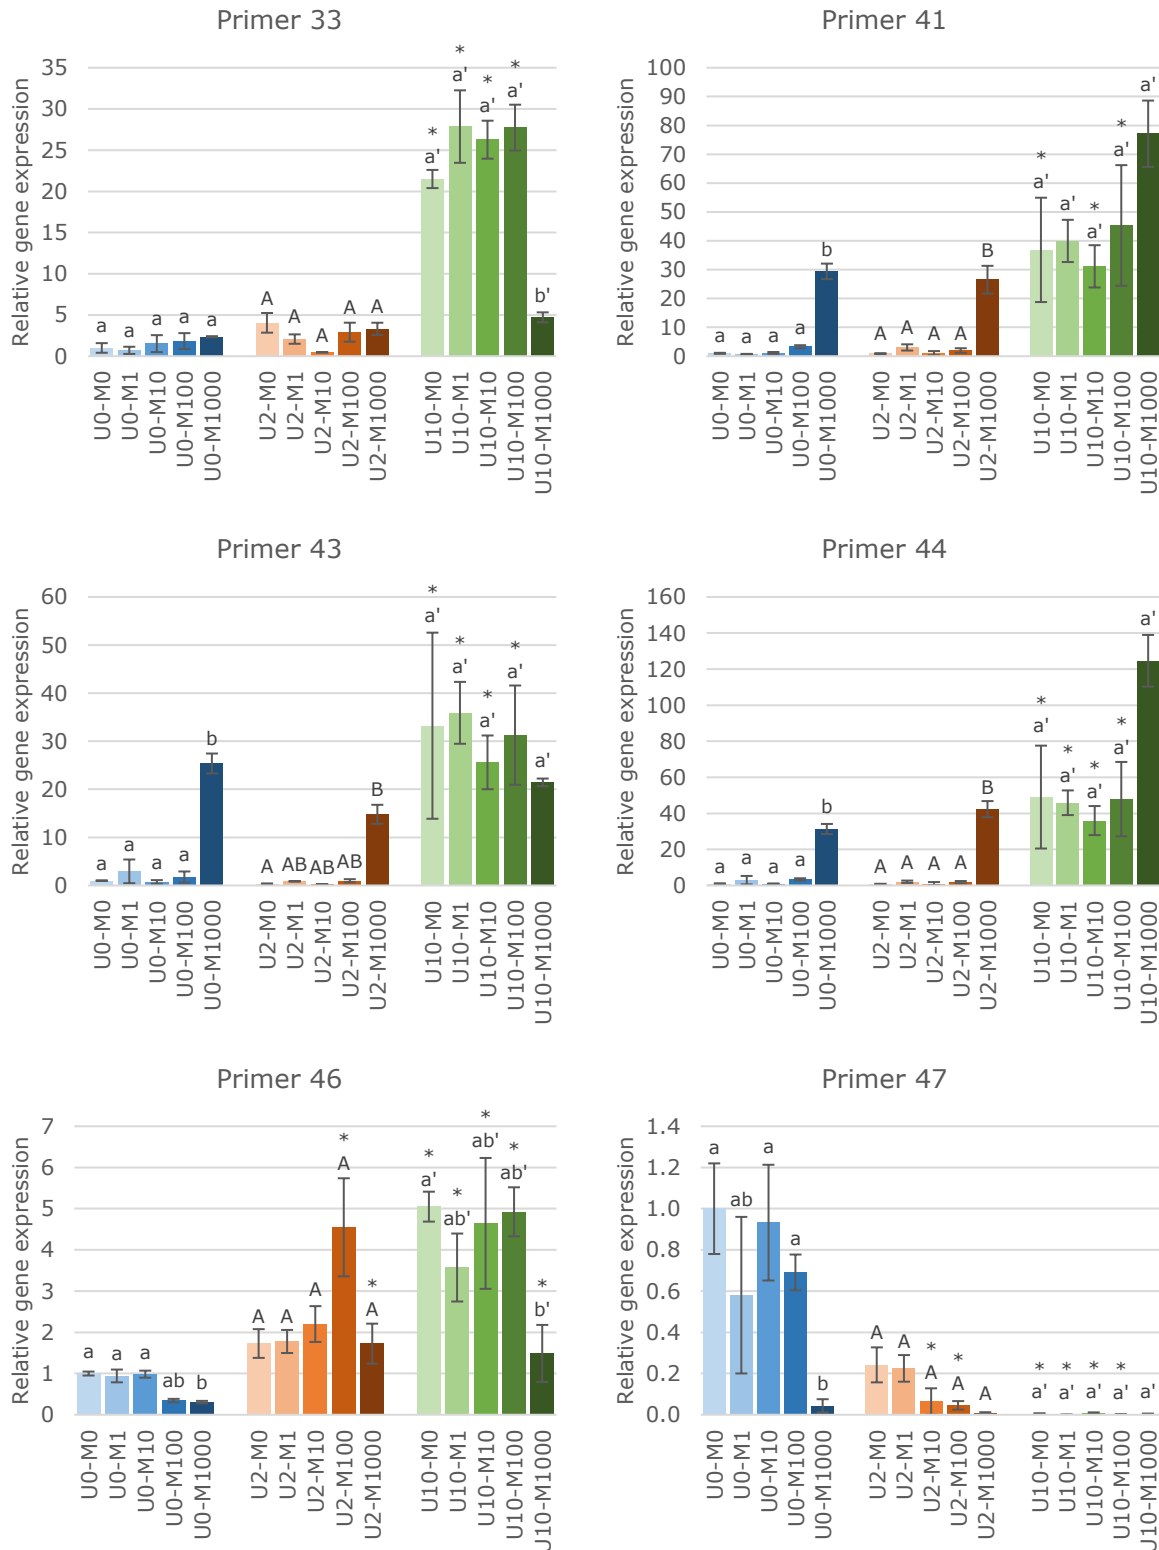 Primer 33
Relative gene expression
35
30
25
20
15
10
5
0
a a a a a
A A A A A
* * * *
a' a' a' a' b'
U0-M0 U0-M1 U0-M10 U0-M100 U0-M1000 U2-M0 U2-M1 U2-M10 U2-M100 U2-M1000 U10-M0 U10-M1 U10-M10 U10-M100 U10-M1000
Primer 41
Relative gene expression
100
90
80
70
60
50
40
30
20
10
0
a a a a b
A A A A B
* * *
a' a' a' a' a'
U0-M0 U0-M1 U0-M10 U0-M100 U0-M1000 U2-M0 U2-M1 U2-M10 U2-M100 U2-M1000 U10-M0 U10-M1 U10-M10 U10-M100 U10-M1000
Primer 43
Relative gene expression
60
50
40
30
20
10
0
a a a a b
A AB AB AB B
* * * *
a' a' a' a' a'
U0-M0 U0-M1 U0-M10 U0-M100 U0-M1000 U2-M0 U2-M1 U2-M10 U2-M100 U2-M1000 U10-M0 U10-M1 U10-M10 U10-M100 U10-M1000
Primer 44
Relative gene expression
160
140
120
100
80
60
40
20
0
a a a a b
A A A A B
* * * *
a' a' a' a' a'
U0-M0 U0-M1 U0-M10 U0-M100 U0-M1000 U2-M0 U2-M1 U2-M10 U2-M100 U2-M1000 U10-M0 U10-M1 U10-M10 U10-M100 U10-M1000
Primer 46
Relative gene expression
7
6
5
4
3
2
1
0
a a a ab b
* *
A A A A A
* * * * *
a' ab' ab' ab' b'
U0-M0 U0-M1 U0-M10 U0-M100 U0-M1000 U2-M0 U2-M1 U2-M10 U2-M100 U2-M1000 U10-M0 U10-M1 U10-M10 U10-M100 U10-M1000
Primer 47
Relative gene expression
1.4
1.2
1.0
0.8
0.6
0.4
0.2
0.0
a ab a a b
* *
A A A A A
* * * *
a' a' a' a' a'
U0-M0 U0-M1 U0-M10 U0-M100 U0-M1000 U2-M0 U2-M1 U2-M10 U2-M100 U2-M1000 U10-M0 U10-M1 U10-M10 U10-M100 U10-M1000